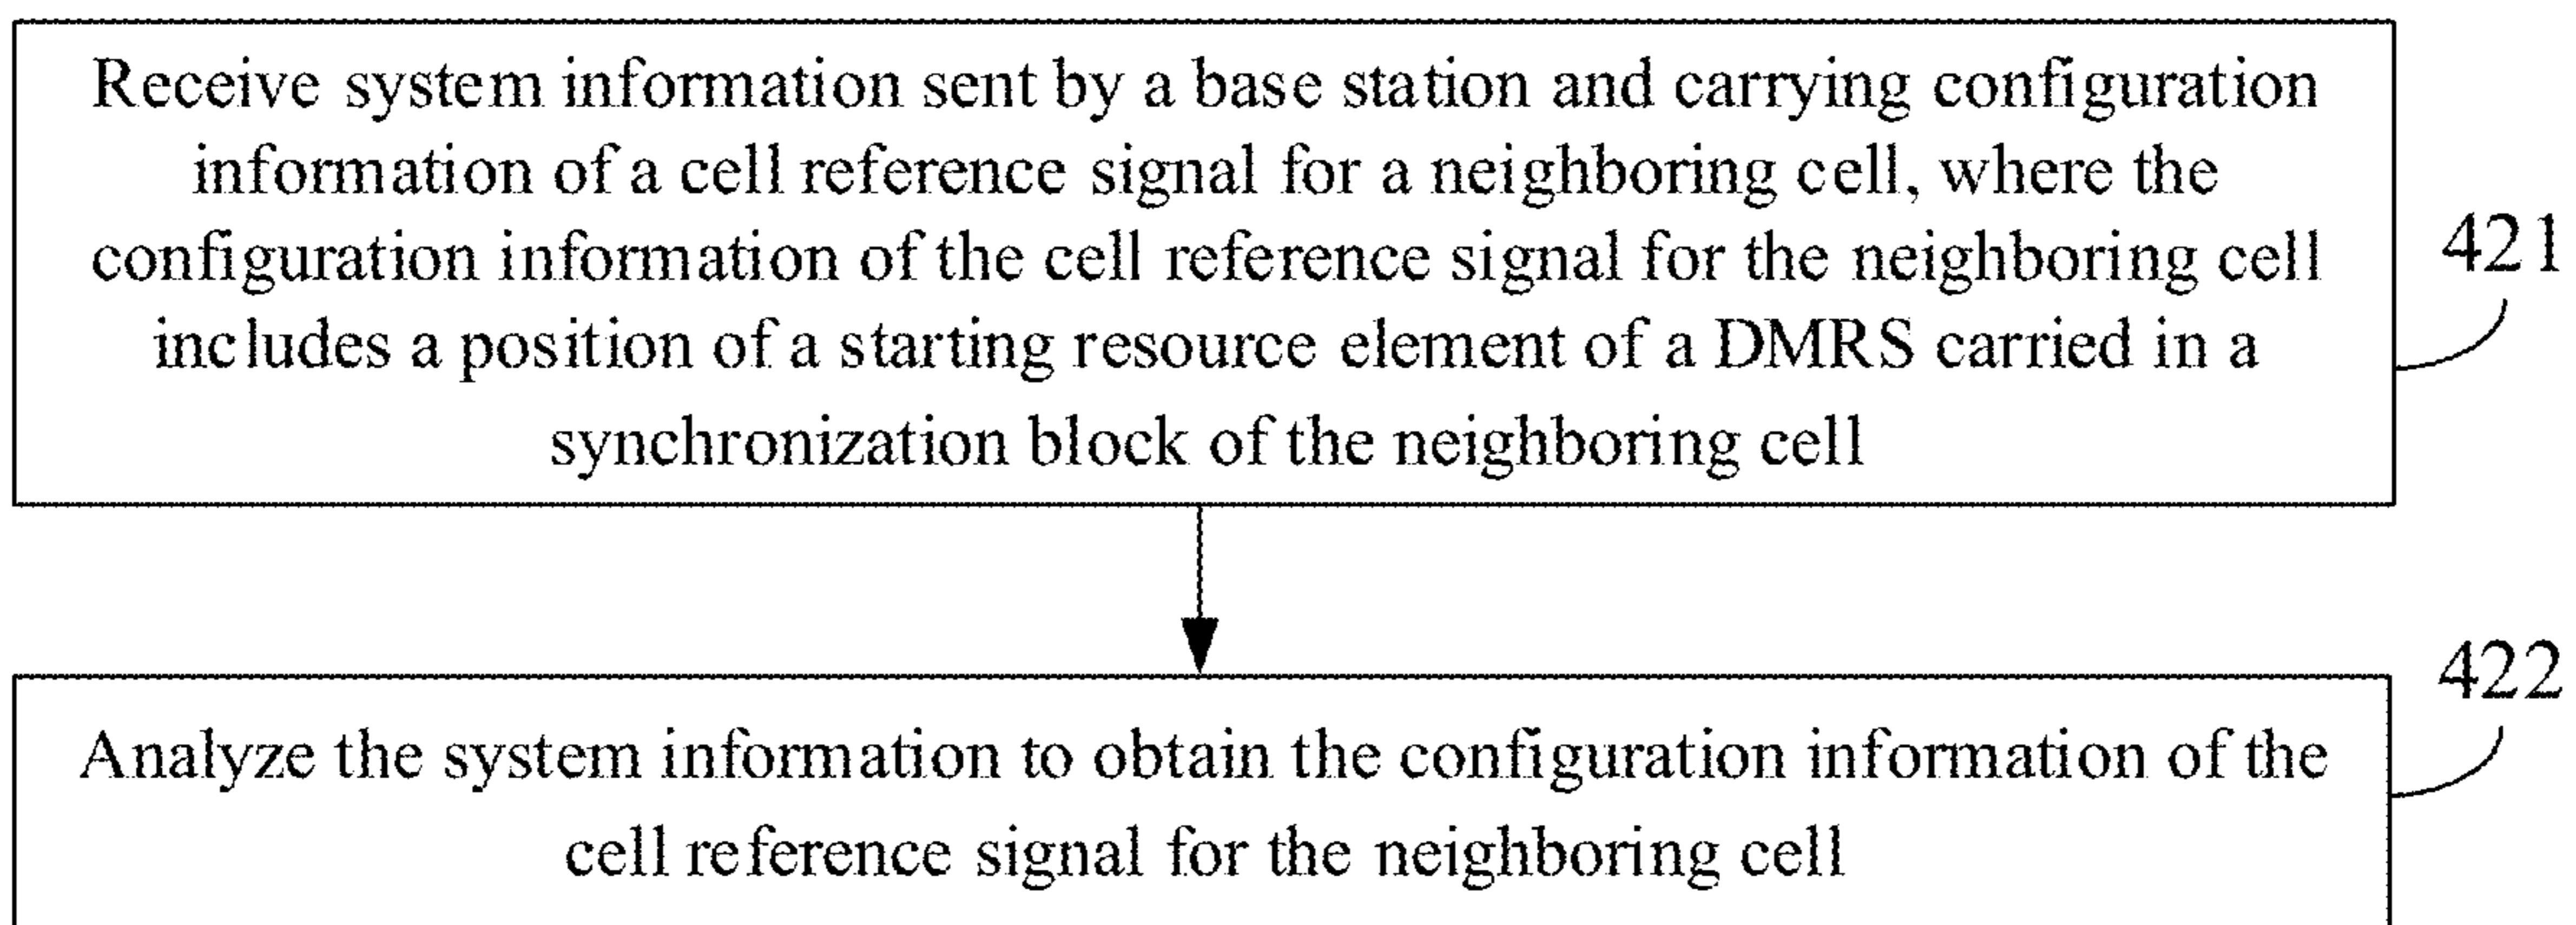 Receive system information sent by a base station and carrying configuration
information of a cell reference signal for a neighboring cell, where the
configuration information of the cell reference signal for the neighboring cell
includes a position of a starting resource element of a DMRS carried in a
synchronization block of the neighboring cell
421
422
Analyze the system information to obtain the configuration information of the
cell reference signal for the neighboring cell